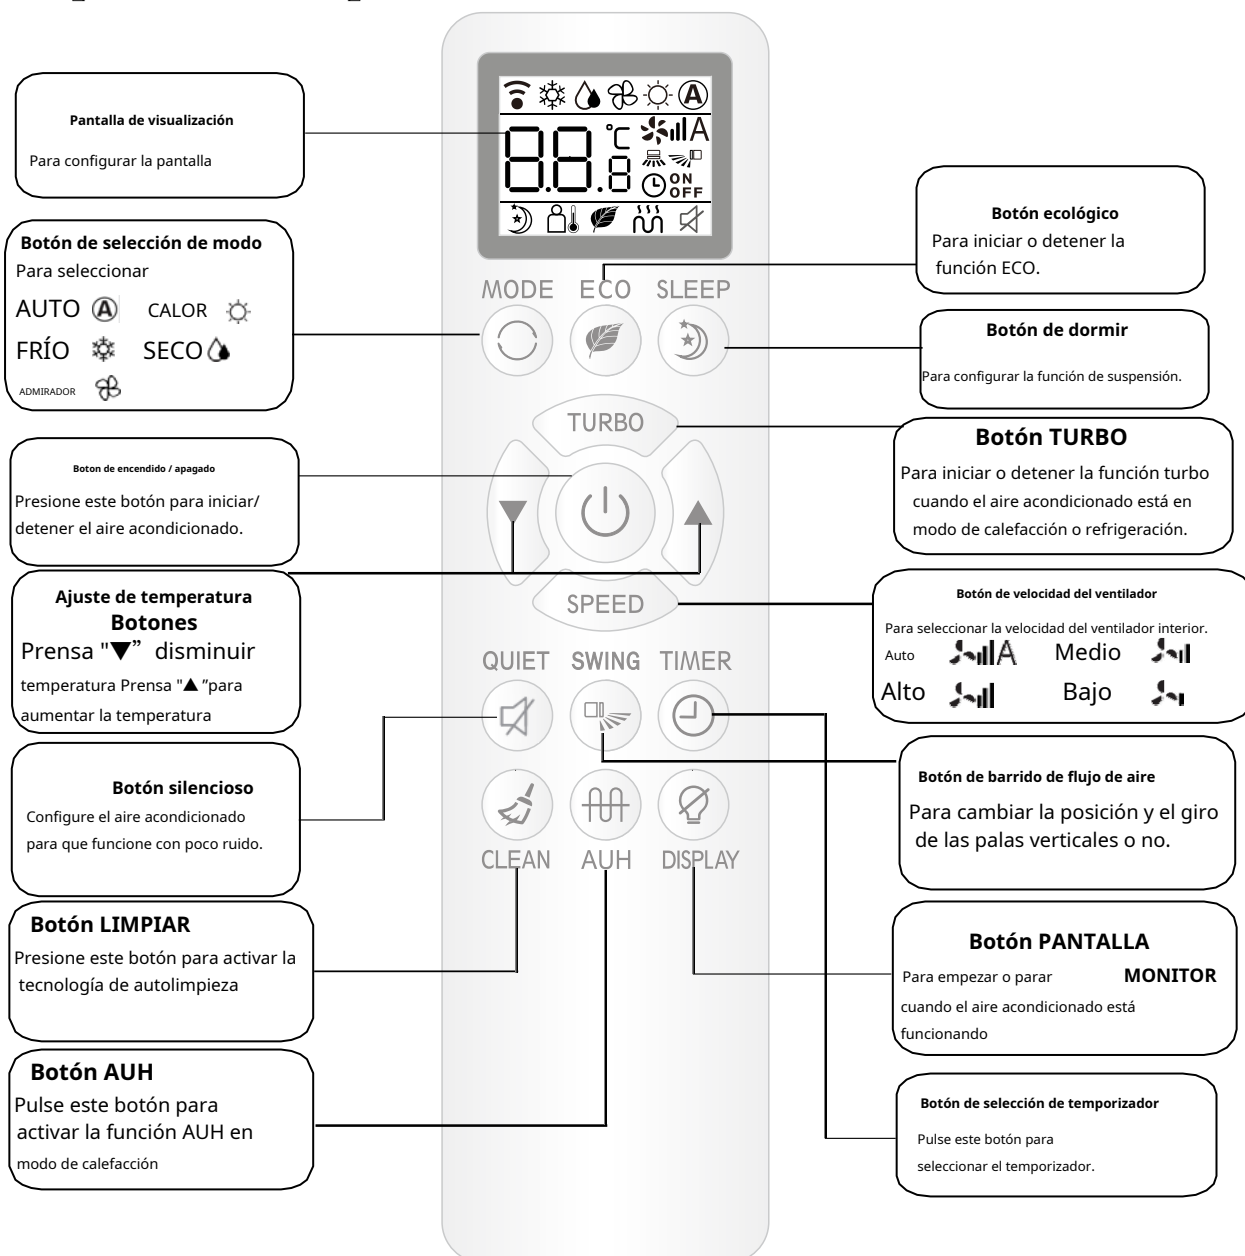 Pantalla de visualización
Para configurar la pantalla
Botón de selección de modo
Para seleccionar
AUTO A CALOR
FRÍO SECO
ADMIRADOR
Boton de encendido / apagado
Presione este botón para iniciar/
detener el aire acondicionado.
Ajuste de temperatura
Botones
Prensa "▼” disminuir
temperatura Prensa "▲ ”para
aumentar la temperatura
Botón silencioso
Configure el aire acondicionado
para que funcione con poco ruido.
Botón LIMPIAR
Presione este botón para activar la
tecnología de autolimpieza
Botón AUH
Pulse este botón para
activar la función AUH en
modo de calefacción
A
88.8 °C A
ON
OFF
MODE ECO SLEEP
TURBO
SPEED
QUIET SWING TIMER
CLEAN AUH DISPLAY
Botón ecológico
Para iniciar o detener la
función ECO.
Botón de dormir
Para configurar la función de suspensión.
Botón TURBO
Para iniciar o detener la función turbo
cuando el aire acondicionado está en
modo de calefacción o refrigeración.
Botón de velocidad del ventilador
Para seleccionar la velocidad del ventilador interior.
Auto A Medio
Alto Bajo
Botón de barrido de flujo de aire
Para cambiar la posición y el giro
de las palas verticales o no.
Botón PANTALLA
Para empezar o parar MONITOR
cuando el aire acondicionado está
funcionando
Botón de selección de temporizador
Pulse este botón para
seleccionar el temporizador.